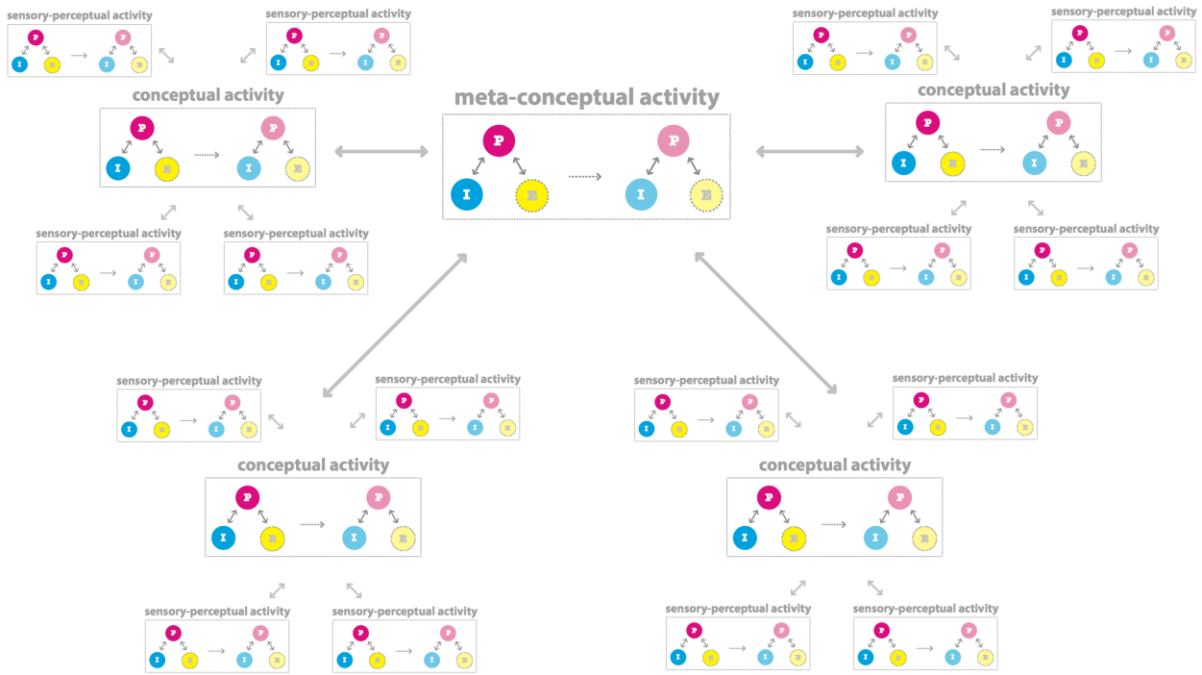 sensory-perceptual activity
P P
I E I E
sensory-perceptual activity
P P
I E I E
conceptual activity
P P
I E I E
sensory-perceptual activity
P P
I E I E
sensory-perceptual activity
P P
I E I E
meta-conceptual activity
P P
I E I E
sensory-perceptual activity
P P
I E I E
sensory-perceptual activity
P P
I E I E
conceptual activity
P P
I E I E
sensory-perceptual activity
P P
I E I E
sensory-perceptual activity
P P
I E I E
sensory-perceptual activity
P P
I E I E
sensory-perceptual activity
P P
I E I E
conceptual activity
P P
I E I E
sensory-perceptual activity
P P
I E I E
sensory-perceptual activity
P P
I E I E
sensory-perceptual activity
P P
I E I E
sensory-perceptual activity
P P
I E I E
conceptual activity
P P
I E I E
sensory-perceptual activity
P P
I E I E
sensory-perceptual activity
P P
I E I E